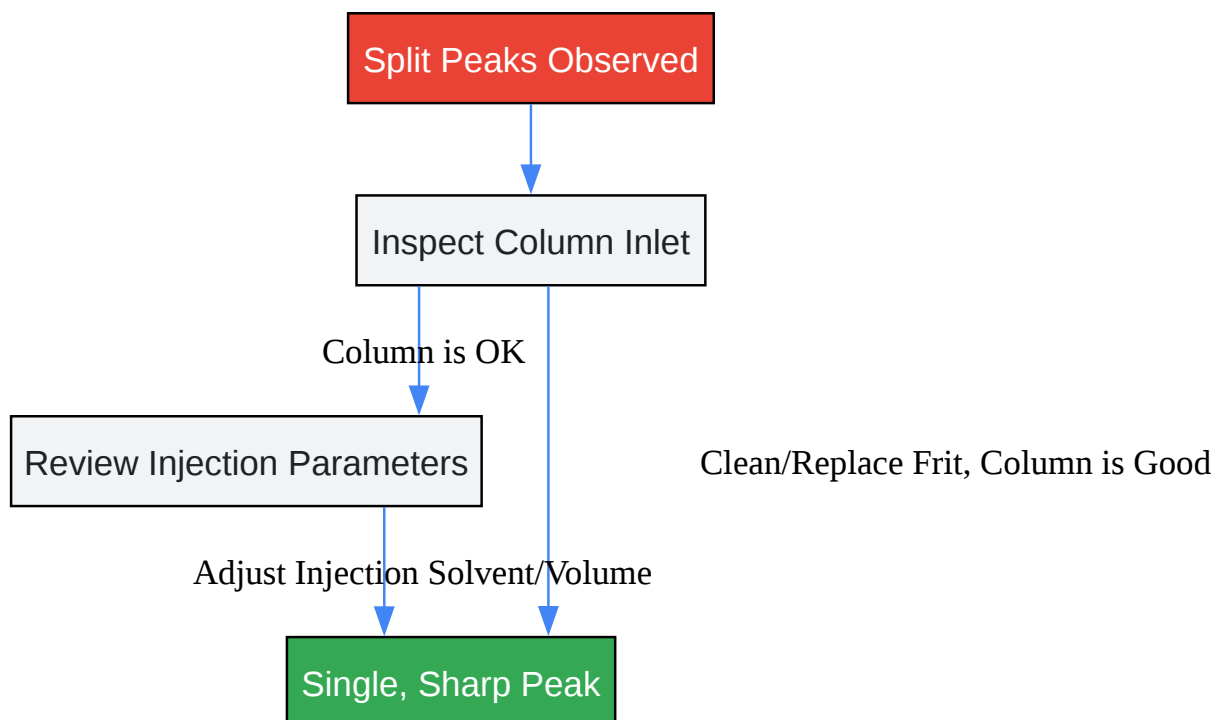 Split Peaks Observed
Inspect Column Inlet
Column is OK
Review Injection Parameters
Clean/Replace Frit, Column is Good
Adjust Injection Solvent/Volume
Single, Sharp Peak